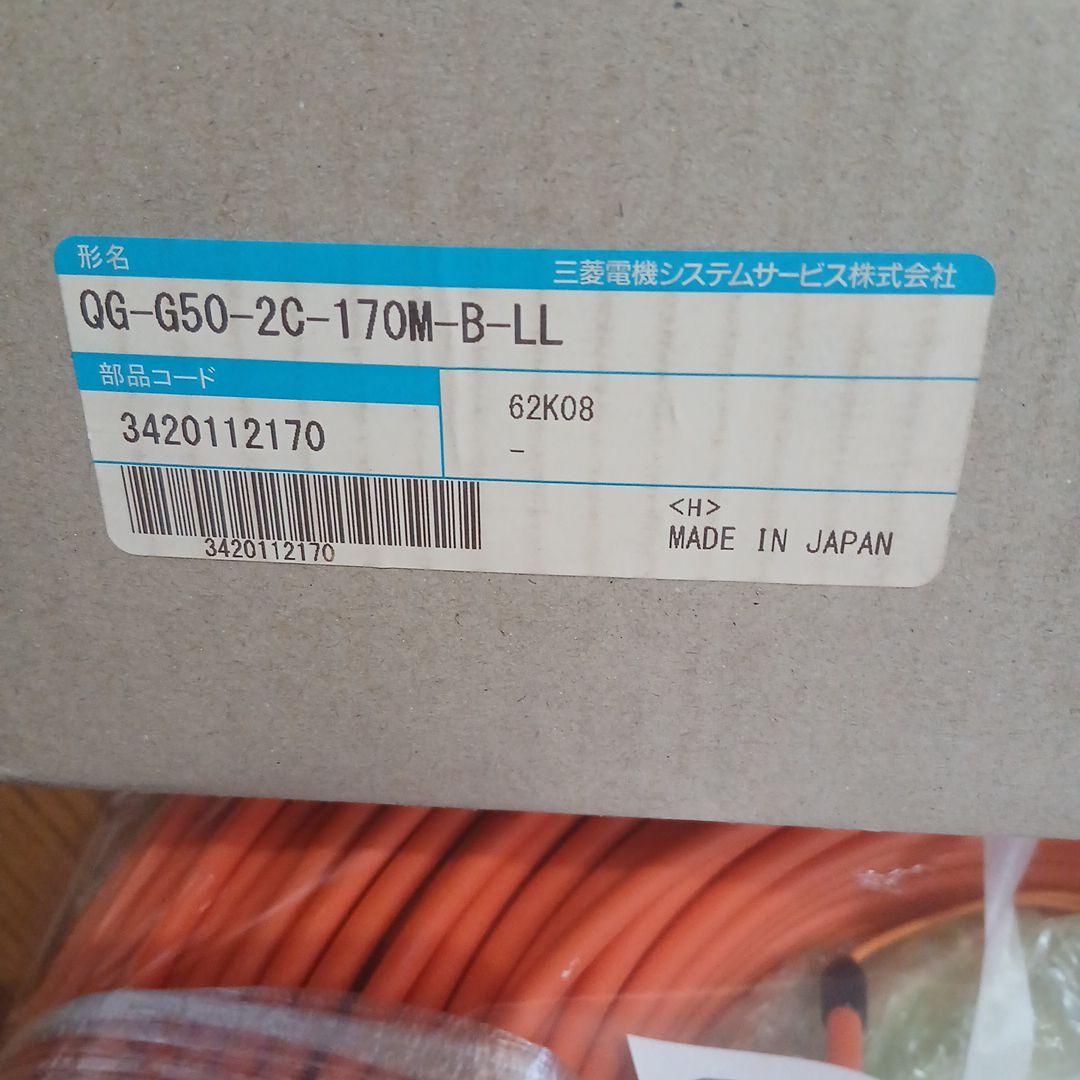 形名
三菱電機システムサービス株式会社
QG-G50-2C-170M-B-LL
部品コード
3420112170
62K08
-
3420112170
<H>
MADE IN JAPAN